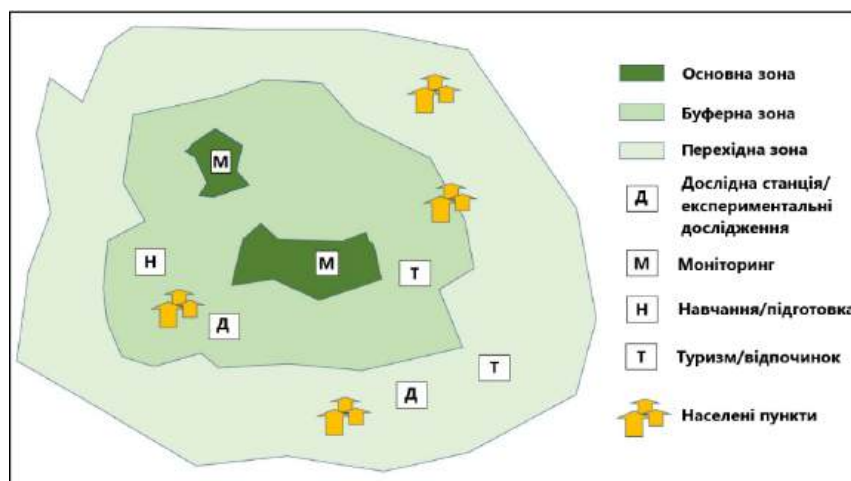 М
Н
М
Т
Д
Т
Д
Основна зона
Буферна зона
Перехідна зона
Д
Дослідна станція/
експериментальні
дослідження
М
Моніторинг
Н
Навчання/підготовка
Т
Туризм/відпочинок
Населені пункти